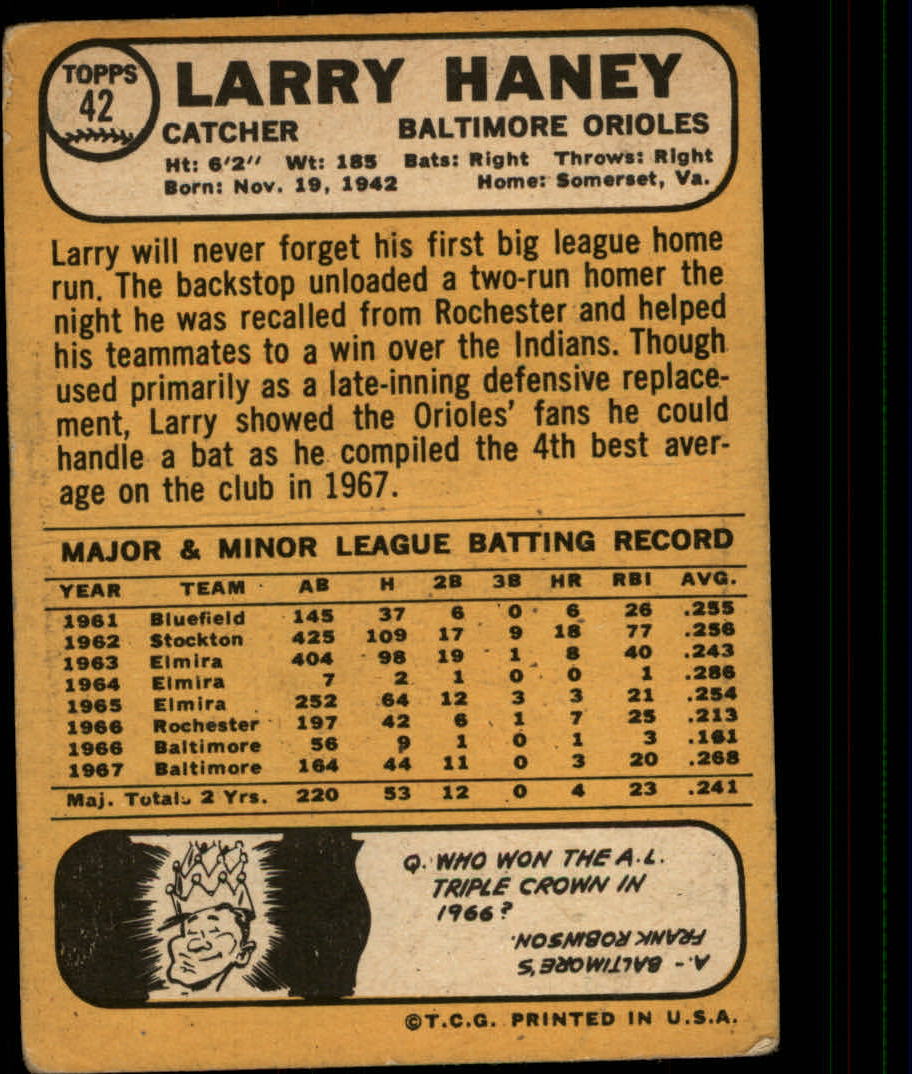 TOPPS
42
LARRY HANEY
CATCHER BALTIMORE ORIOLES
Ht: 6'2" Wt: 185 Bats: Right Throws: Right
Born: Nov. 19, 1942 Home: Somerset, Va.
Larry will never forget his first big league home
run. The backstop unloaded a two-run homer the
night he was recalled from Rochester and helped
his teammates to a win over the Indians. Though
used primarily as a late-inning defensive replace-
ment, Larry showed the Orioles' fans he could
handle a bat as he compiled the 4th best aver-
age on the club in 1967.
MAJOR & MINOR LEAGUE BATTING RECORD
YEAR TEAM AB H 2B 3B HR RBI AVG.
1961 Bluefield 145 37 6 0 6 26 .255
1962 Stockton 425 109 17 9 18 77 .256
1963 Elmira 404 98 19 1 8 40 .243
1964 Elmira 7 2 1 0 0 1 .286
1965 Elmira 252 64 12 3 3 21 .254
1966 Rochester 197 42 6 1 7 25 .213
1966 Baltimore 56 9 1 0 1 3 .161
1967 Baltimore 164 44 11 0 3 20 .268
Maj. Totals 2 Yrs. 220 53 12 0 4 23 .241
Q. WHO WON THE A.L.
TRIPLE CROWN IN
1966?
A.- BALTIMORE'S
FRANK ROBINSON.
©T.C.G. PRINTED IN U.S.A.